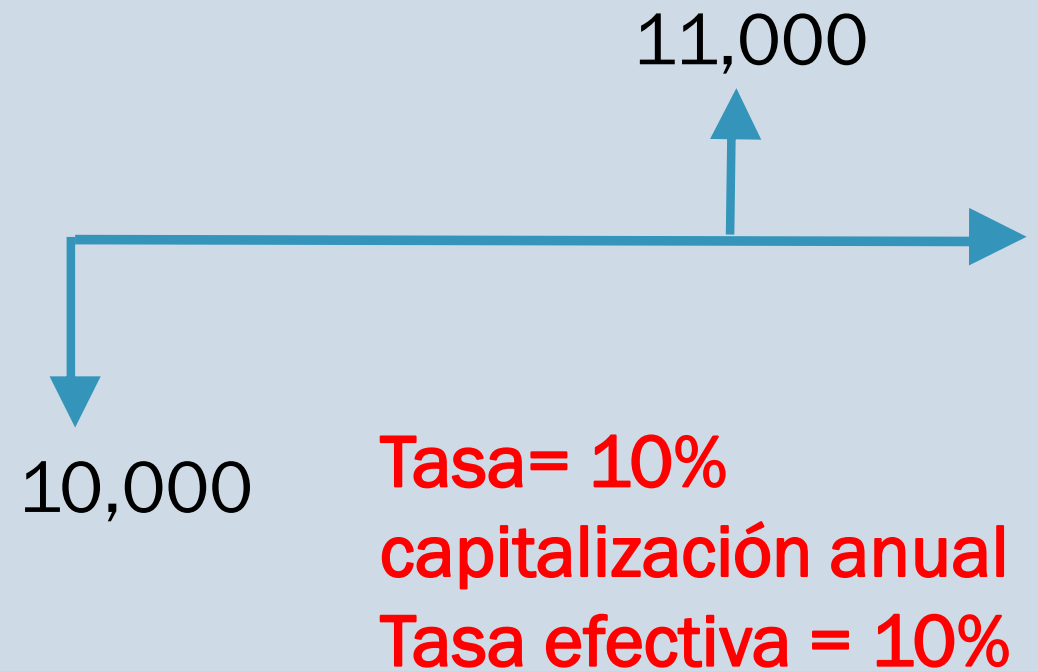 11,000
10,000
Tasa= 10%
capitalización anual
Tasa efectiva = 10%